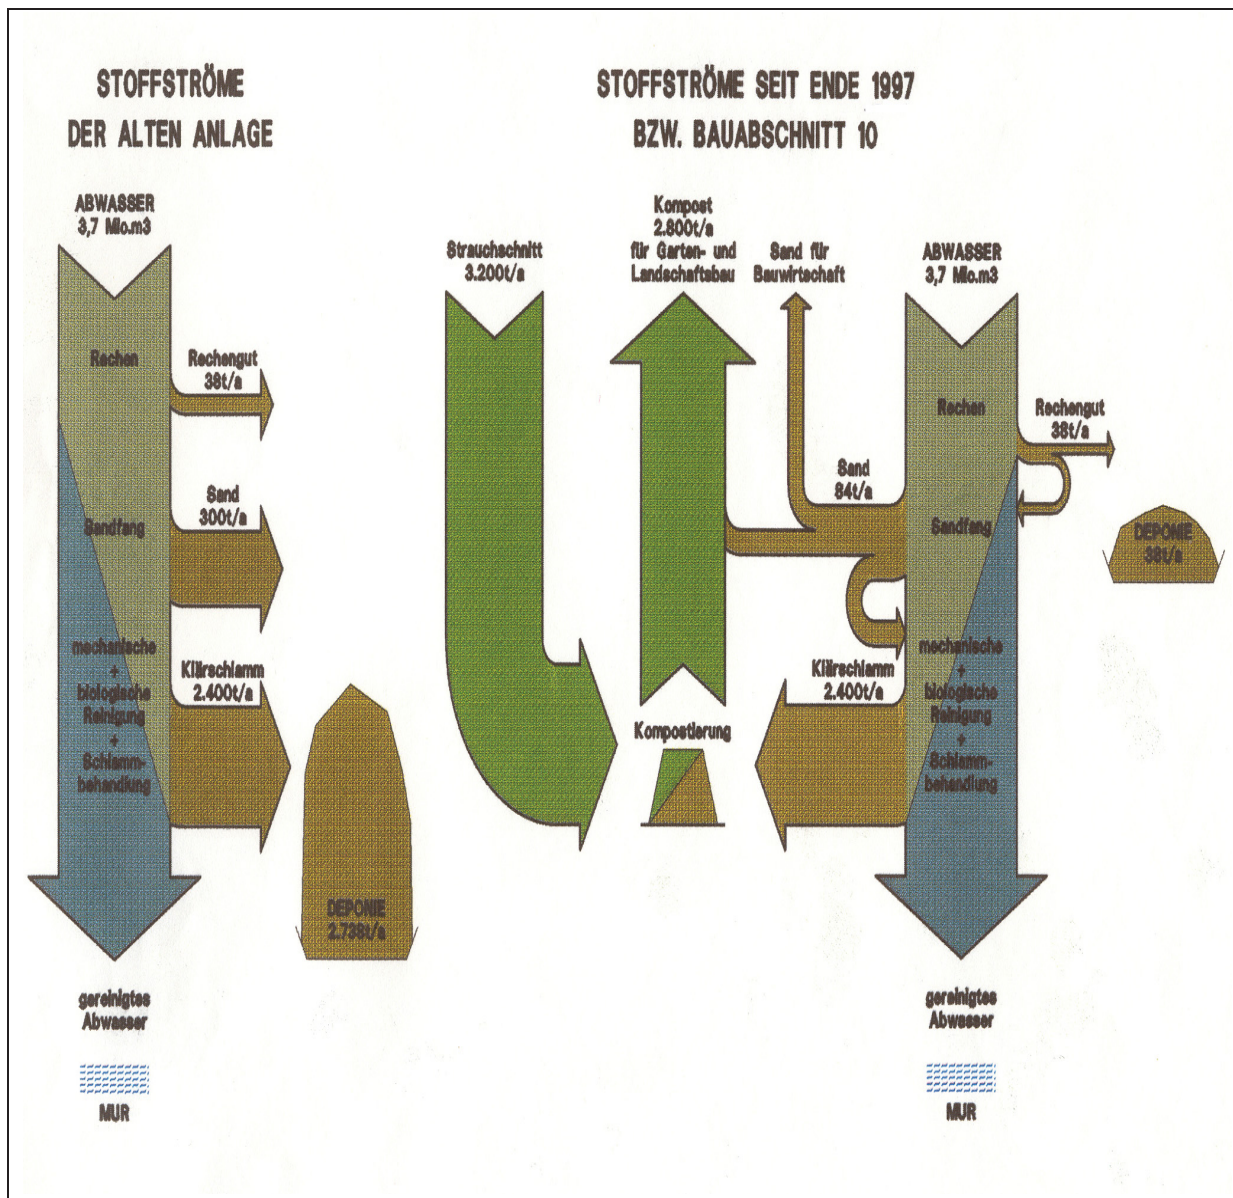 STOFFSTRÖME
DER ALTEN ANLAGE
ABWASSER
3,7 Mio.m3
Rechen
Rechengut
38t/a
Sand
300t/a
Sandfang
mechanische
+
biologische
Reinigung
+
Schlamm-
behandlung
Klärschlamm
2.400t/a
DEPONIE
2.738t/a
gereinigtes
Abwasser
MUR
STOFFSTRÖME SEIT ENDE 1997
BZW. BAUABSCHNITT 10
Strauchschnitt
3.200t/a
Kompost
2.800t/a
für Garten- und
Landschaftsbau
Sand für
Bauwirtschaft
ABWASSER
3,7 Mio.m3
Rechen
Rechengut
38t/a
Sand
84t/a
Sandfang
DEPONIE
38t/a
mechanische
+
biologische
Reinigung
+
Schlamm-
behandlung
Klärschlamm
2.400t/a
Kompostierung
gereinigtes
Abwasser
MUR